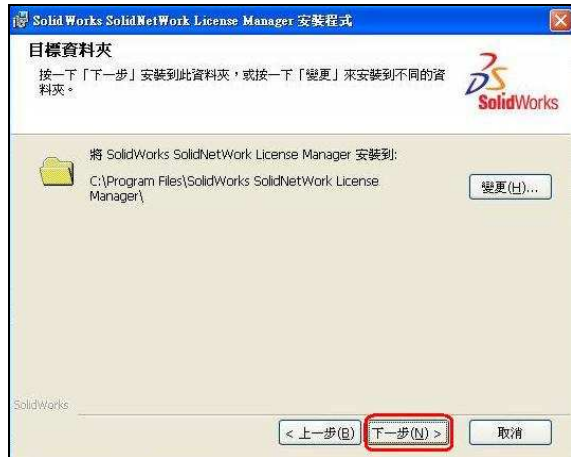 SolidWorks SolidNetWork License Manager 安裝程式
目標資料夾
按一下「下一步」安裝到此資料夾，或按一下「變更」來安裝到不同的資
料夾。
SolidWorks
將 SolidWorks SolidNetWork License Manager 安裝到:
C:\Program Files\SolidWorks SolidNetWork License
Manager\
變更(H)...
SolidWorks
< 上一步(B)
下一步(N) >
取消